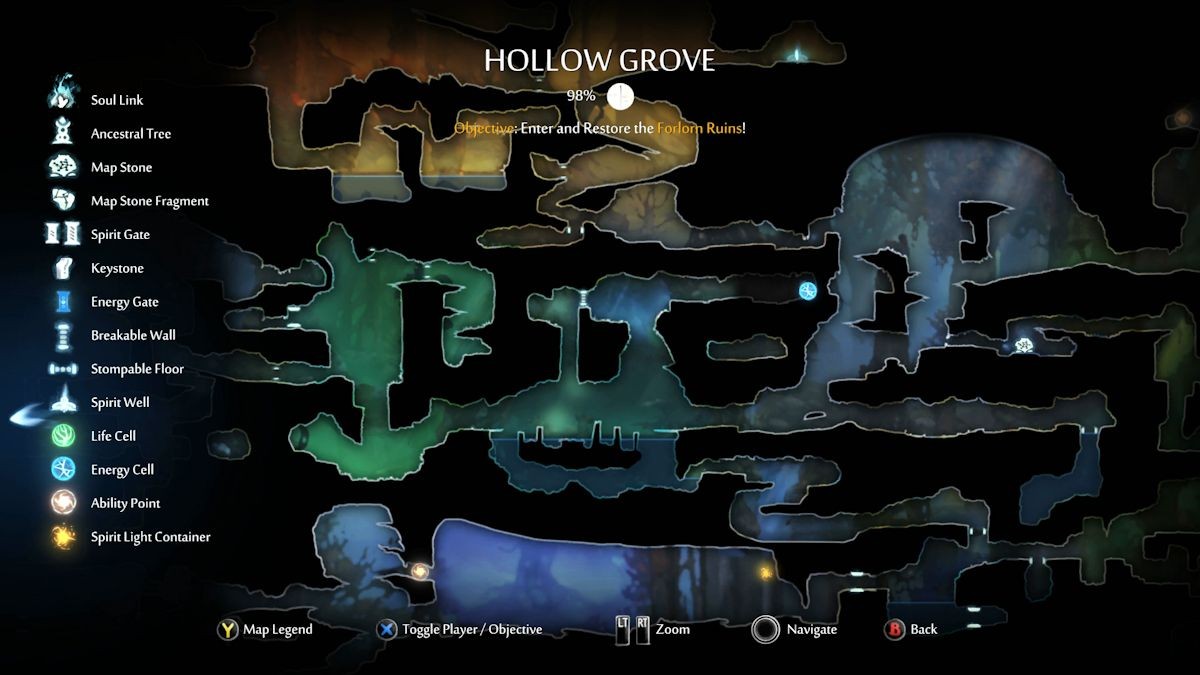 HOLLOW GROVE
98%
Objective: Enter and Restore the Forlorn Ruins!
Soul Link
Ancestral Tree
Map Stone
Map Stone Fragment
Spirit Gate
Keystone
Energy Gate
Breakable Wall
Stompable Floor
Spirit Well
Life Cell
Energy Cell
Ability Point
Spirit Light Container
Y Map Legend X Toggle Player / Objective LT RT Zoom Navigate B Back